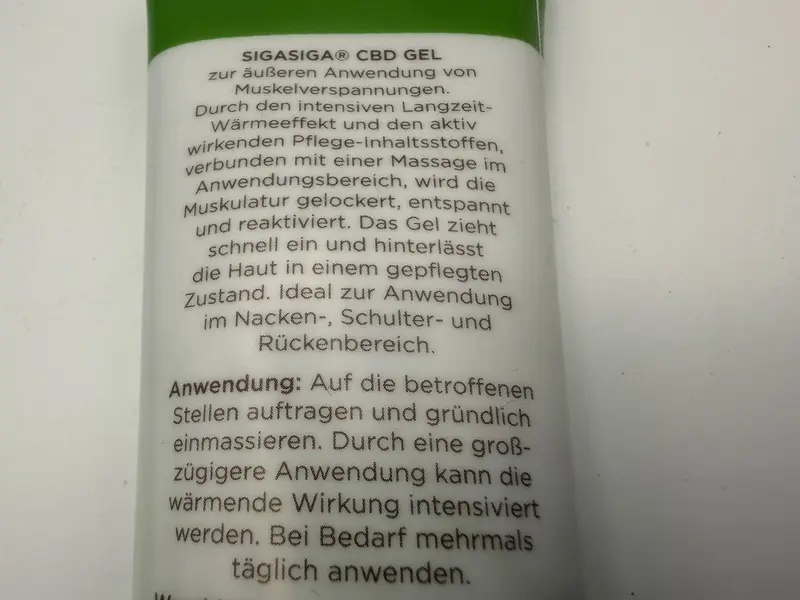 SIGASIGA® CBD GEL
zur äußeren Anwendung von
Muskelverspannungen.
Durch den intensiven Langzeit-
Wärmeeffekt und den aktiv
wirkenden Pflege-Inhaltsstoffen,
verbunden mit einer Massage im
Anwendungsbereich, wird die
Muskulatur gelockert, entspannt
und reaktiviert. Das Gel zieht
schnell ein und hinterlässt
die Haut in einem gepflegten
Zustand. Ideal zur Anwendung
im Nacken-, Schulter- und
Rückenbereich.
Anwendung: Auf die betroffenen
Stellen auftragen und gründlich
einmassieren. Durch eine groß-
zügigere Anwendung kann die
wärmende Wirkung intensiviert
werden. Bei Bedarf mehrmals
täglich anwenden.